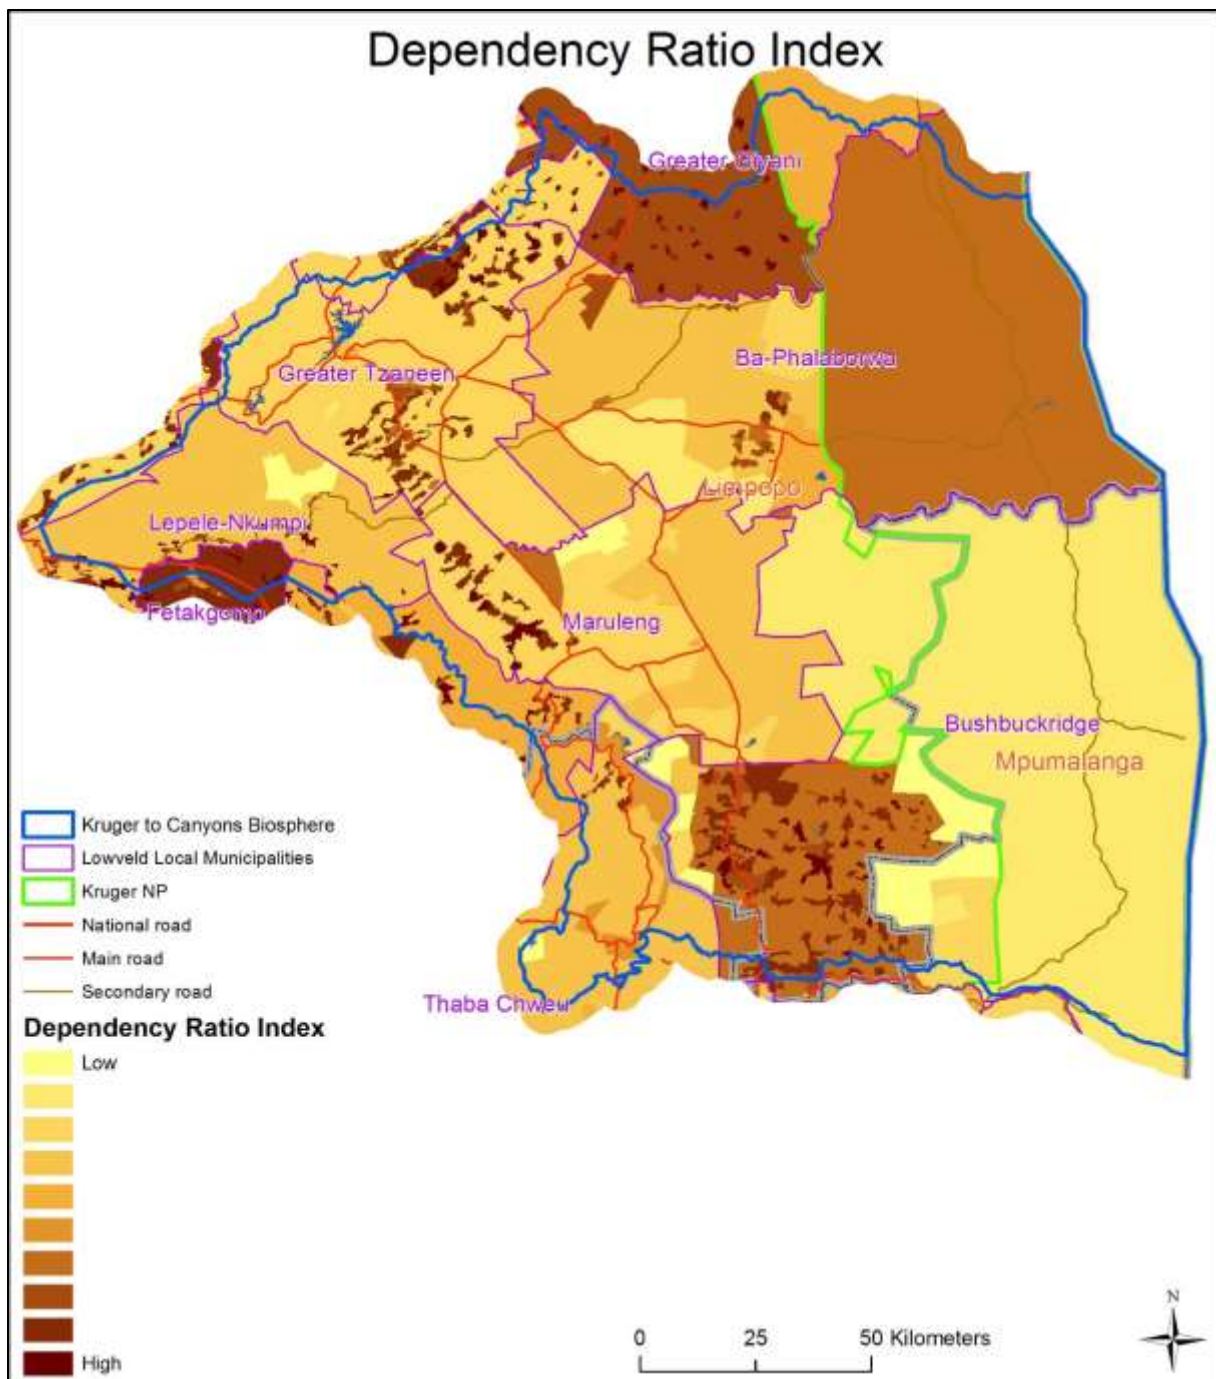 Dependency Ratio Index
Greater Giyani
Ba-Phalaborwa
Greater Tzaneen
Limpopo
Lepele-Nkumpi
Fetakgomo
Maruleng
Bushbuckridge
Mpumalanga
Thaba Chweu
Kruger to Canyons Biosphere
Lowveld Local Municipalities
Kruger NP
National road
Main road
Secondary road
Dependency Ratio Index
Low
High
0 25 50 Kilometers
N